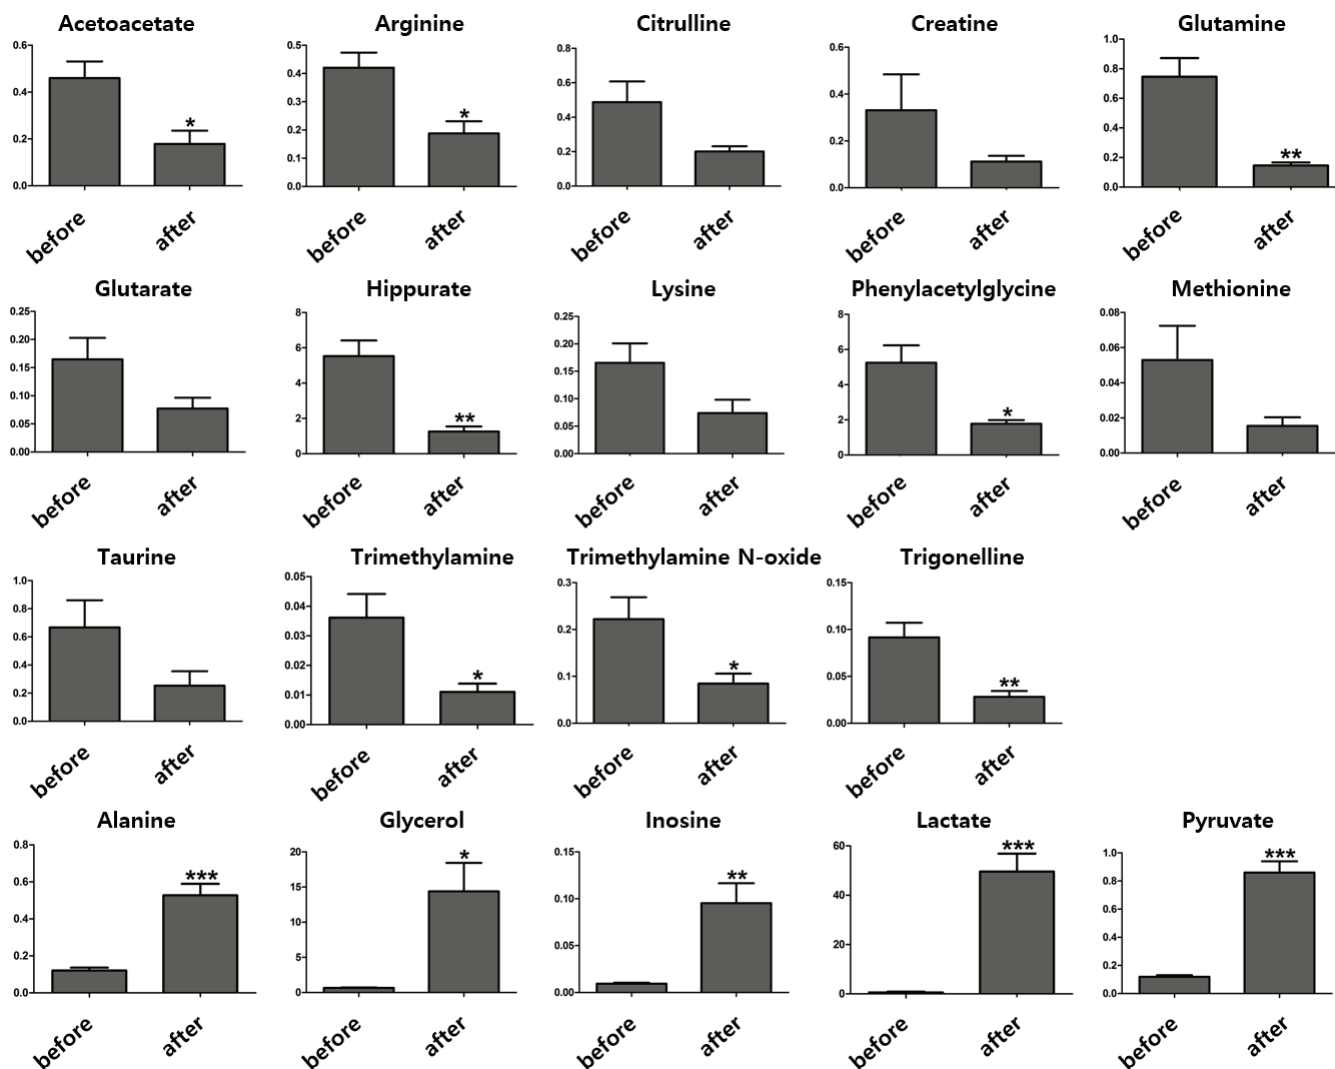 Acetoacetate Arginine Citrulline Creatine Glutamine
0.6 0.5 0.8 0.6 1.0
0.4 0.4 0.6 0.4 0.8
0.2 0.3 0.4 0.2 0.6
0.0 0.2 0.2 0.0 0.4
0.1 0.0 0.2
0.0 0.0
* * **
before after before after before after before after before after
Glutarate Hippurate Lysine Phenylacetylglycine Methionine
0.25 8 0.25 8 0.08
0.20 6 0.20 6 0.06
0.15 4 0.15 4 0.04
0.10 2 0.10 2 0.02
0.05 0 0.05 0 0.00
0.00 0.00
** *
before after before after before after before after before after
Taurine Trimethylamine Trimethylamine N-oxide Trigonelline
1.0 0.05 0.3 0.15
0.8 0.04 0.2 0.10
0.6 0.03 0.1 0.05
0.4 0.02 0.0 0.00
0.2 0.01
0.0 0.00
* * **
before after before after before after before after
Alanine Glycerol Inosine Lactate Pyruvate
0.8 20 0.15 60 1.0
0.6 15 0.10 40 0.8
0.4 10 0.05 20 0.6
0.2 5 0.00 0 0.4
0.0 0 0.2
0.0
*** * ** *** ***
before after before after before after before after before after